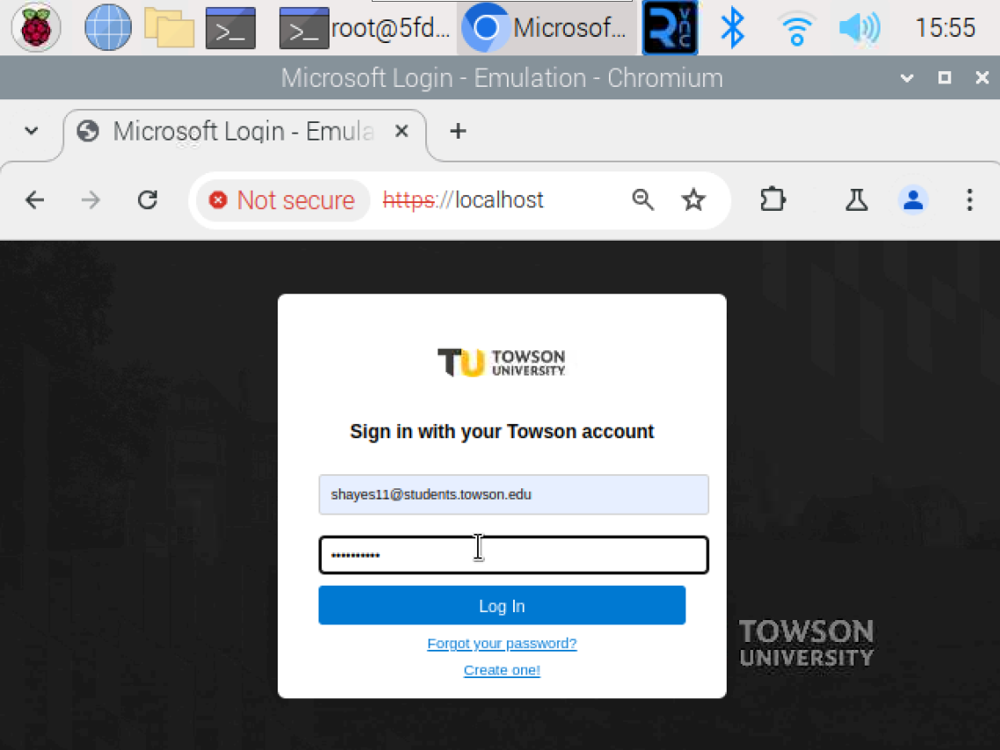 >_
>_ root@5fd... Microsof... VNC 15:55
Microsoft Login - Emulation - Chromium
Microsoft Login - Emula
Not secure https://localhost
TU TOWSON
UNIVERSITY.
Sign in with your Towson account
shayes11@students.towson.edu
••••••••••
Log In
Forgot your password?
Create one!
TOWSON
UNIVERSITY